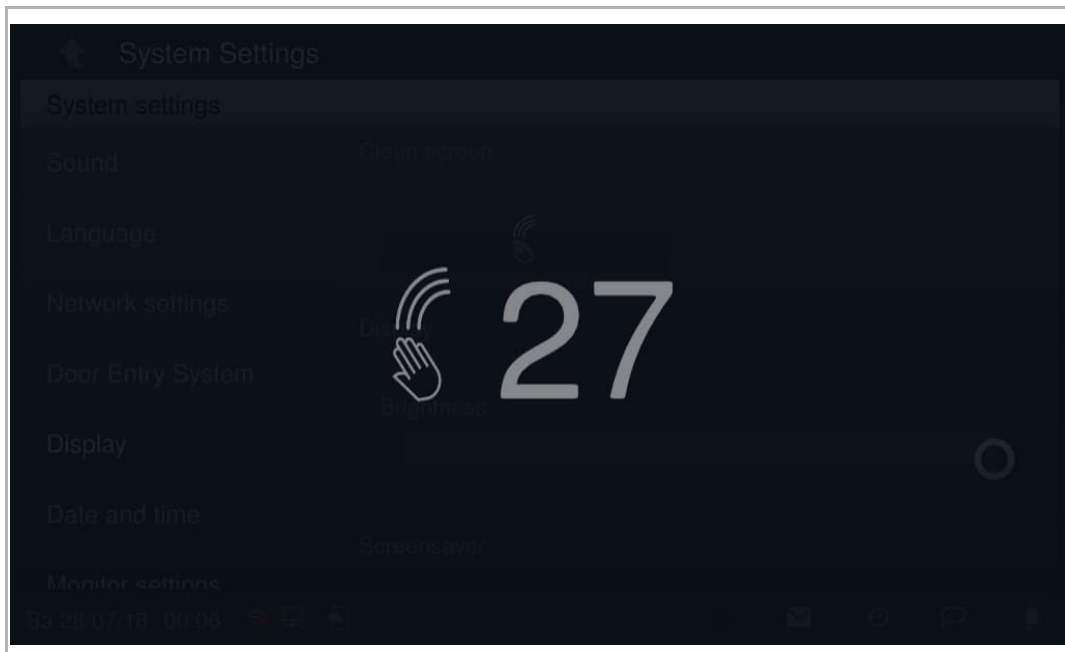 System Settings
System settings
Sound
Clean screen
Language
27
Network settings
Display
Door Entry System
Brightness
Display
Date and time
Screensaver
Monitor settings
Sa 28/07/18 00:06